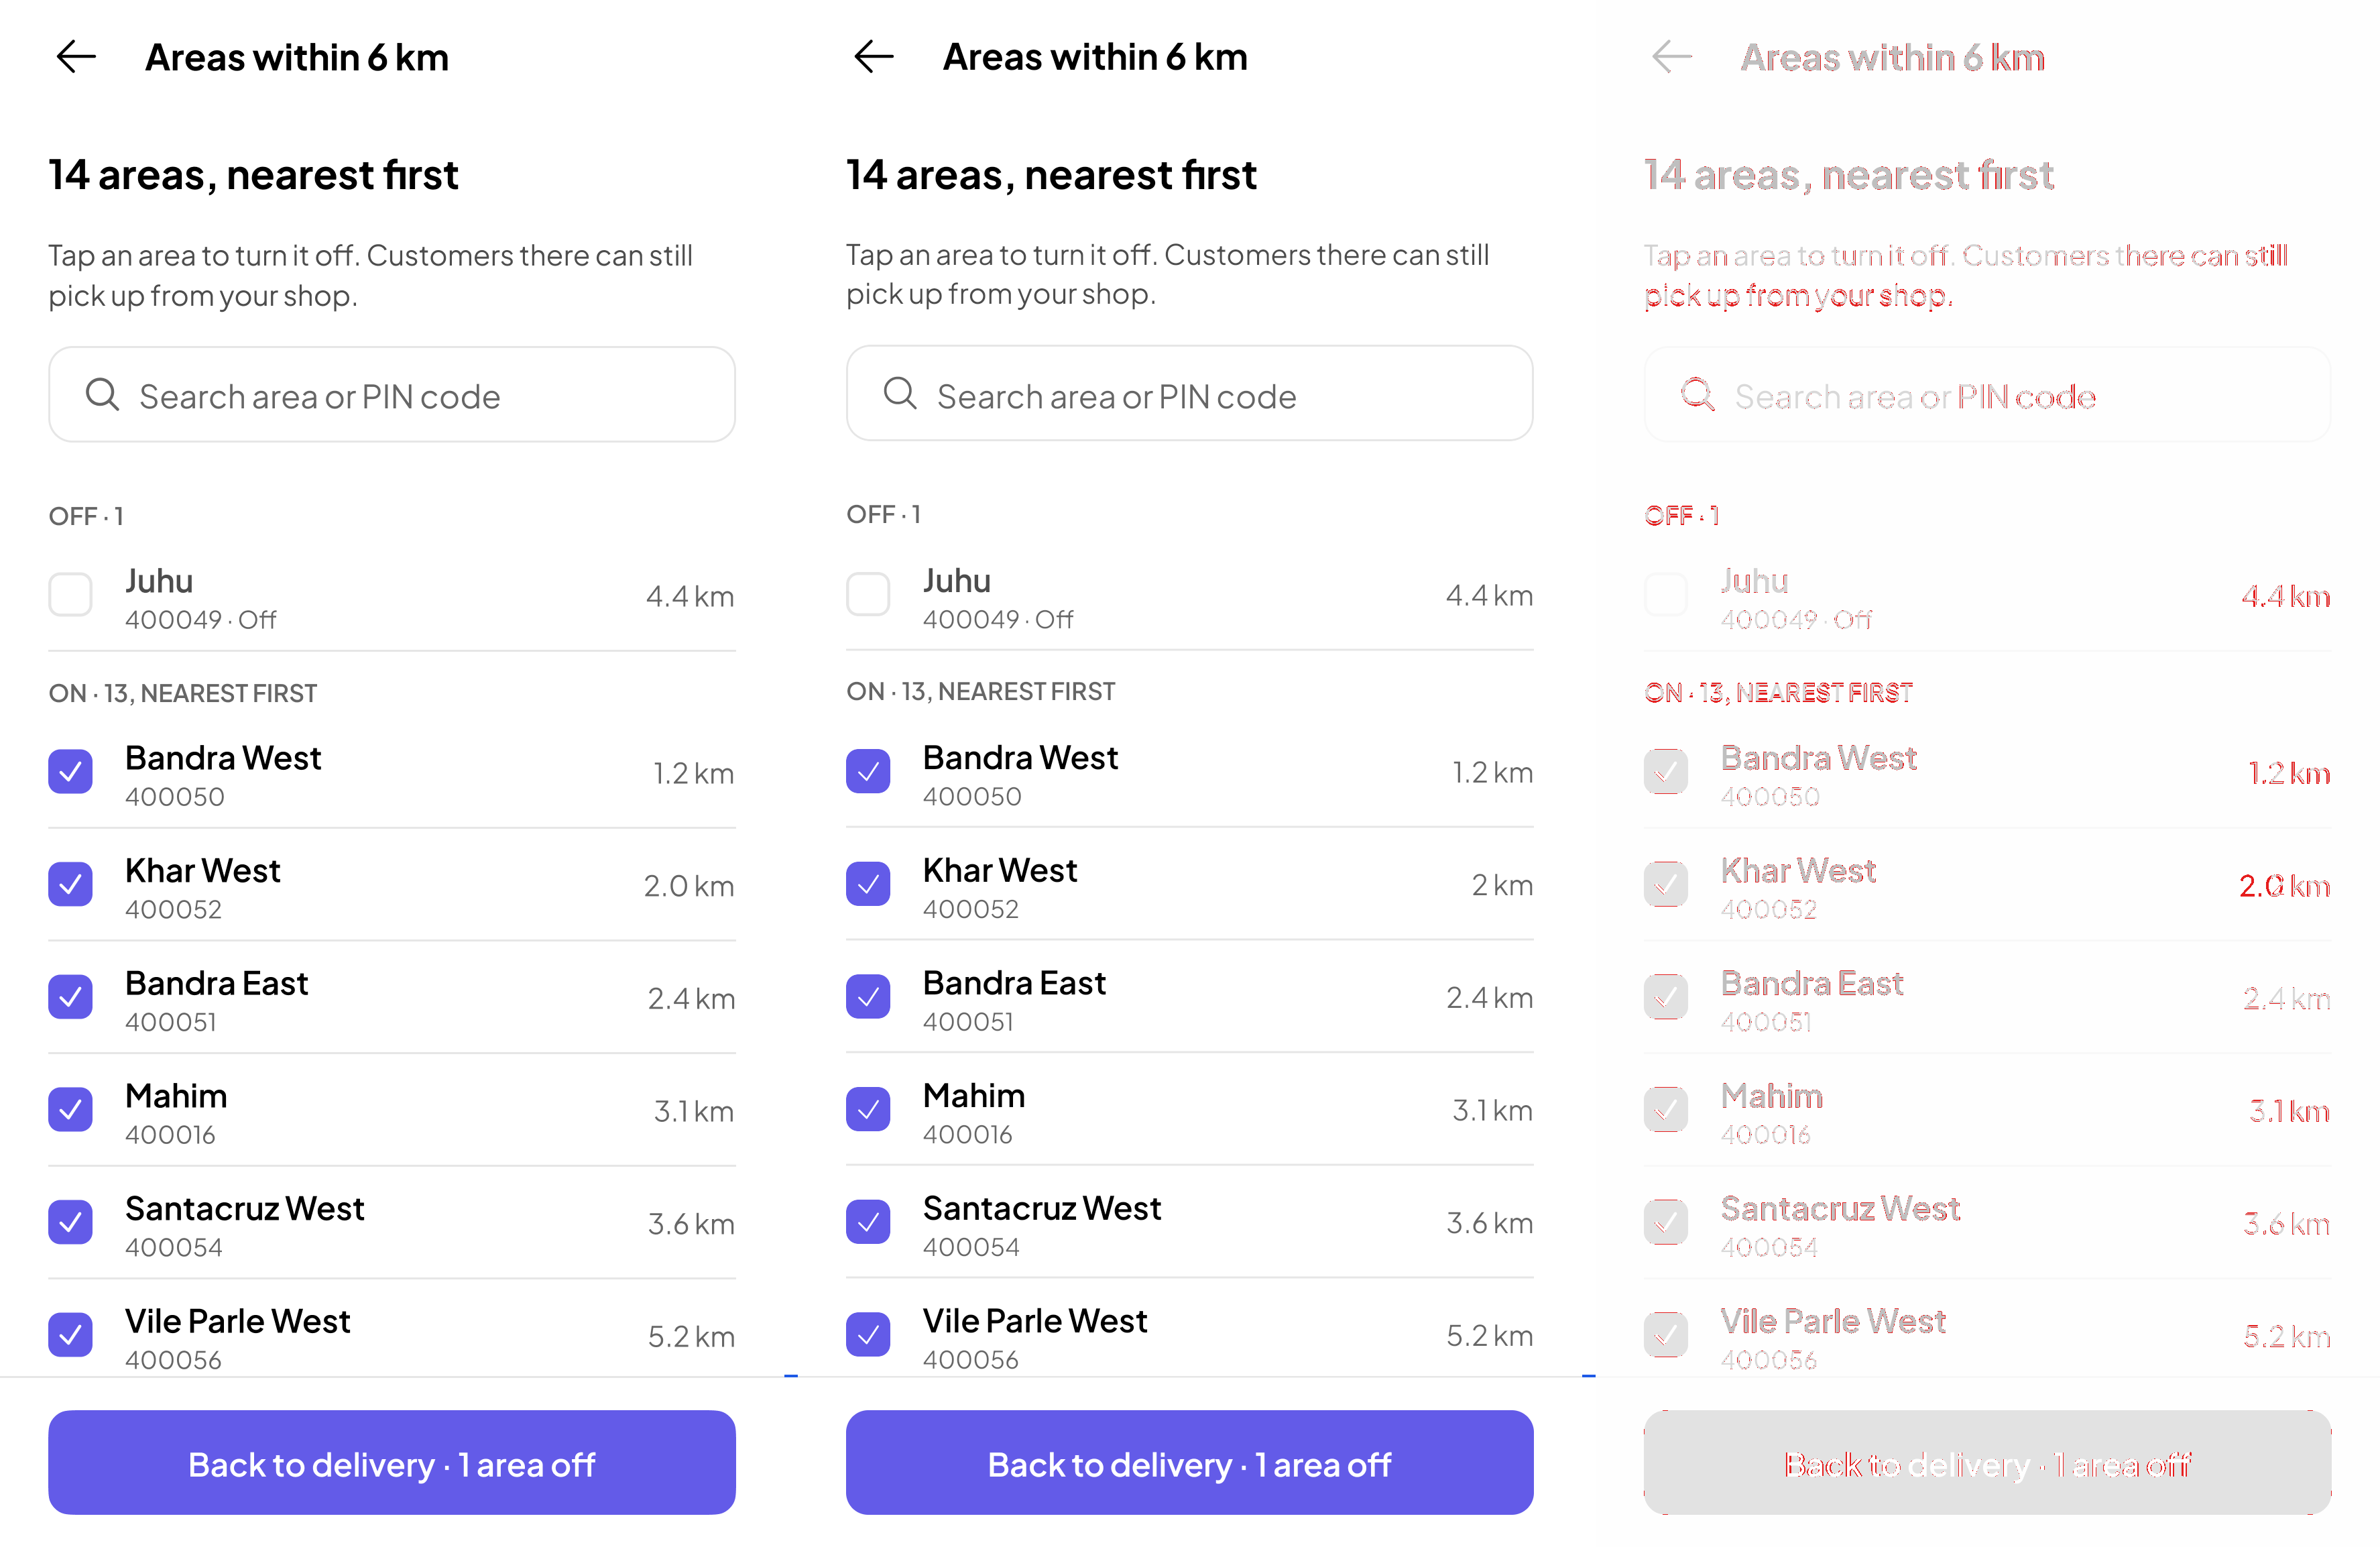 Areas within 6 km
14 areas, nearest first
Tap an area to turn it off. Customers there can still
pick up from your shop.
Search area or PIN code
OFF · 1
Juhu
400049 · Off
4.4 km
ON · 13, NEAREST FIRST
Bandra West
400050
1.2 km
Khar West
400052
2.0 km
Bandra East
400051
2.4 km
Mahim
400016
3.1 km
Santacruz West
400054
3.6 km
Vile Parle West
400056
5.2 km
Back to delivery · 1 area off
Areas within 6 km
14 areas, nearest first
Tap an area to turn it off. Customers there can still
pick up from your shop.
Search area or PIN code
OFF · 1
Juhu
400049 · Off
4.4 km
ON · 13, NEAREST FIRST
Bandra West
400050
1.2 km
Khar West
400052
2 km
Bandra East
400051
2.4 km
Mahim
400016
3.1 km
Santacruz West
400054
3.6 km
Vile Parle West
400056
5.2 km
Back to delivery · 1 area off
Areas within 6 km
14 areas, nearest first
Tap an area to turn it off. Customers there can still
pick up from your shop.
Search area or PIN code
OFF · 1
Juhu
400049 · Off
4.4 km
ON · 13, NEAREST FIRST
Bandra West
400050
1.2 km
Khar West
400052
km
Bandra East
400051
2.4 km
Mahim
400016
3.1 km
Santacruz West
400054
3.6 km
Vile Parle West
400056
5.2 km
Back to delivery · 1 area off